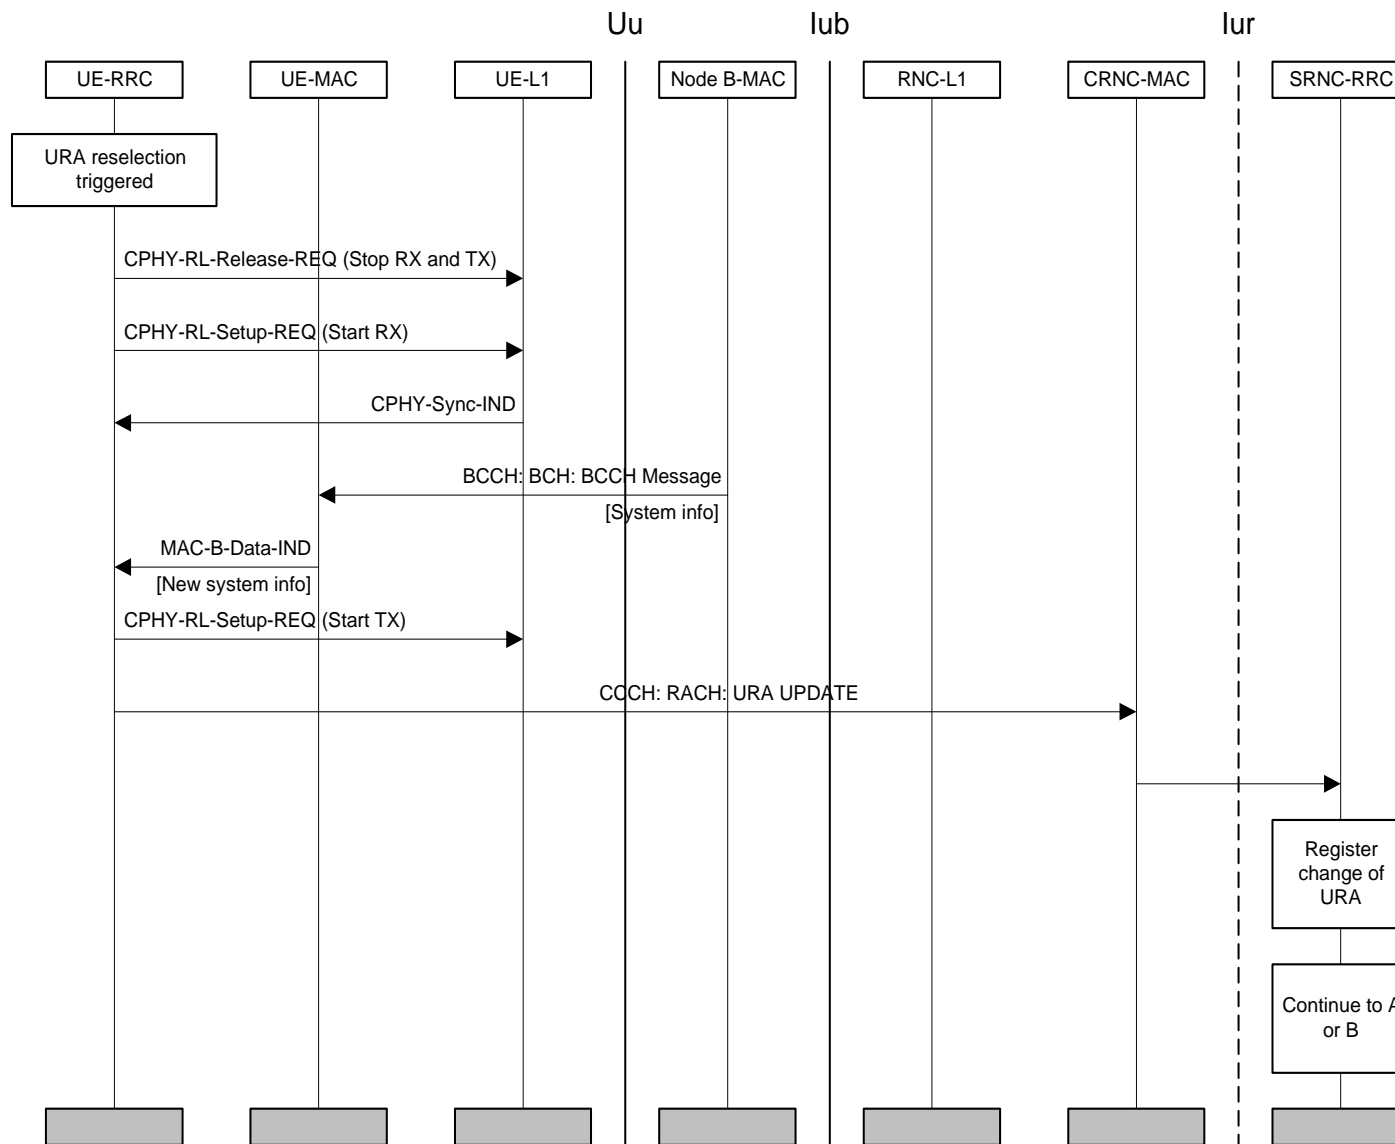 Uu Iub Iur
UE-RRC UE-MAC UE-L1 Node B-MAC RNC-L1 CRNC-MAC SRNC-RRC
URA reselection
triggered
CPHY-RL-Release-REQ (Stop RX and TX)
CPHY-RL-Setup-REQ (Start RX)
CPHY-Sync-IND
BCCH: BCH: BCCH Message
[System info]
MAC-B-Data-IND
[New system info]
CPHY-RL-Setup-REQ (Start TX)
CCCH: RACH: URA UPDATE
Register
change of
URA
Continue to A
or B